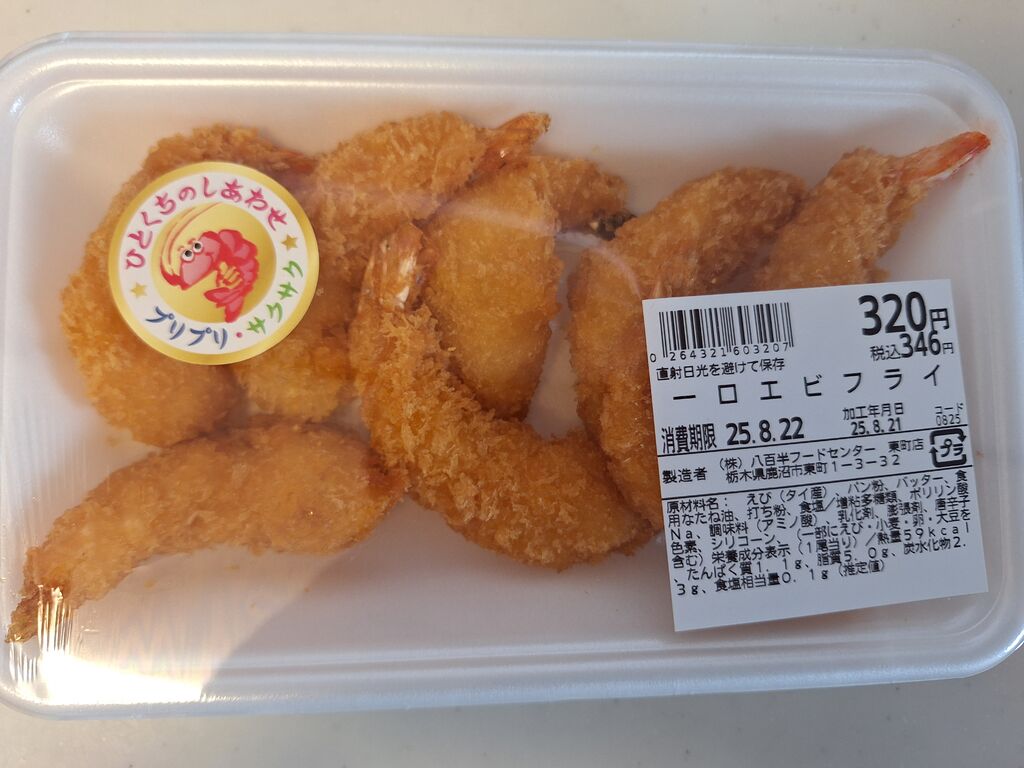 ひとくちのしあわせ
プリプリ・サクサク
320円
税込346円
0 264321 603207
直射日光を避けて保存
一口エビフライ
消費期限 25.8.22
加工年月日
25.8.21
コード
0825
製造者 (株)八百半フードセンター 東町店
栃木県鹿沼市東町1-3-32
プラ
原材料名: えび(タイ産)、パン粉、バッター、食
用なたね油、打ち粉、食塩/増粘多糖類、ポリリン酸
Na、調味料(アミノ酸)、乳化剤、膨張剤、唐辛子
色素、シリコーン、(一部にえび・小麦・卵・大豆を
含む)栄養成分表示(1尾当り)/熱量59kcal
、たんぱく質1.1g、脂質5.0g、炭水化物2.
3g、食塩相当量0.1g(推定値)